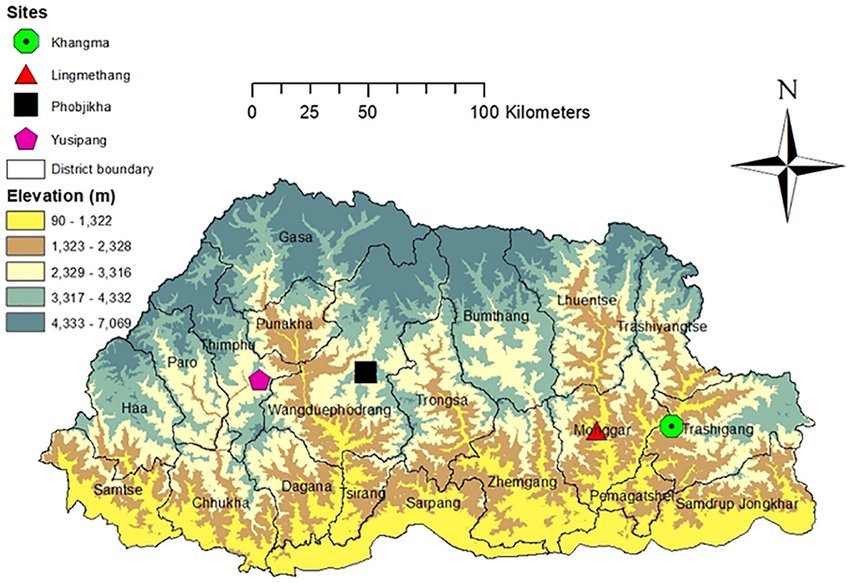 Sites
Khangma
Lingmethang
Phobjikha
Yusipang
District boundary
Elevation (m)
90 - 1,322
1,323 - 2,328
2,329 - 3,316
3,317 - 4,332
4,333 - 7,069
0 25 50 100 Kilometers
N
Gasa
Lhuentse
Bumthang
Punakha
Trashiyangtse
Thimphu
Paro
Trongsa
Haa
Wangduephodrang
Monggar
Trashigang
Zhemgang
Dagana
Samtse
Tsirang
Pemagatshel
Chhukha
Sarpang
Samdrup Jongkhar